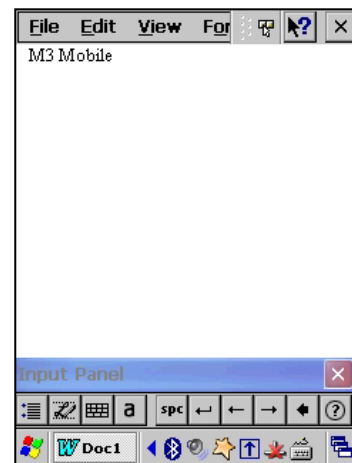 File Edit View For
M3 Mobile
Input Panel
a spc
W Doc1